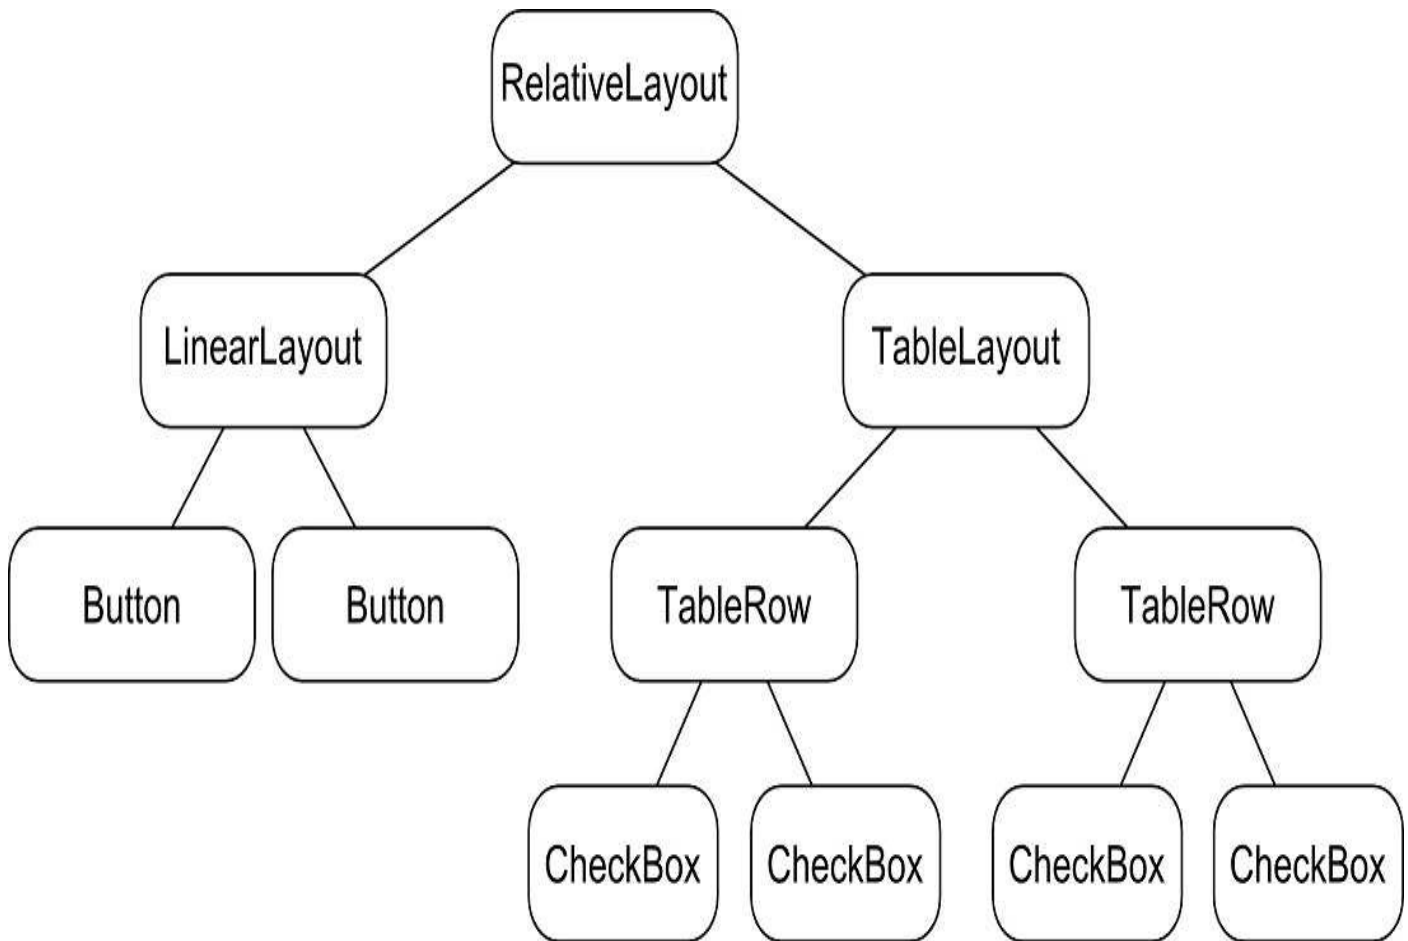 RelativeLayout
LinearLayout
TableLayout
Button
Button
TableRow
TableRow
CheckBox
CheckBox
CheckBox
CheckBox